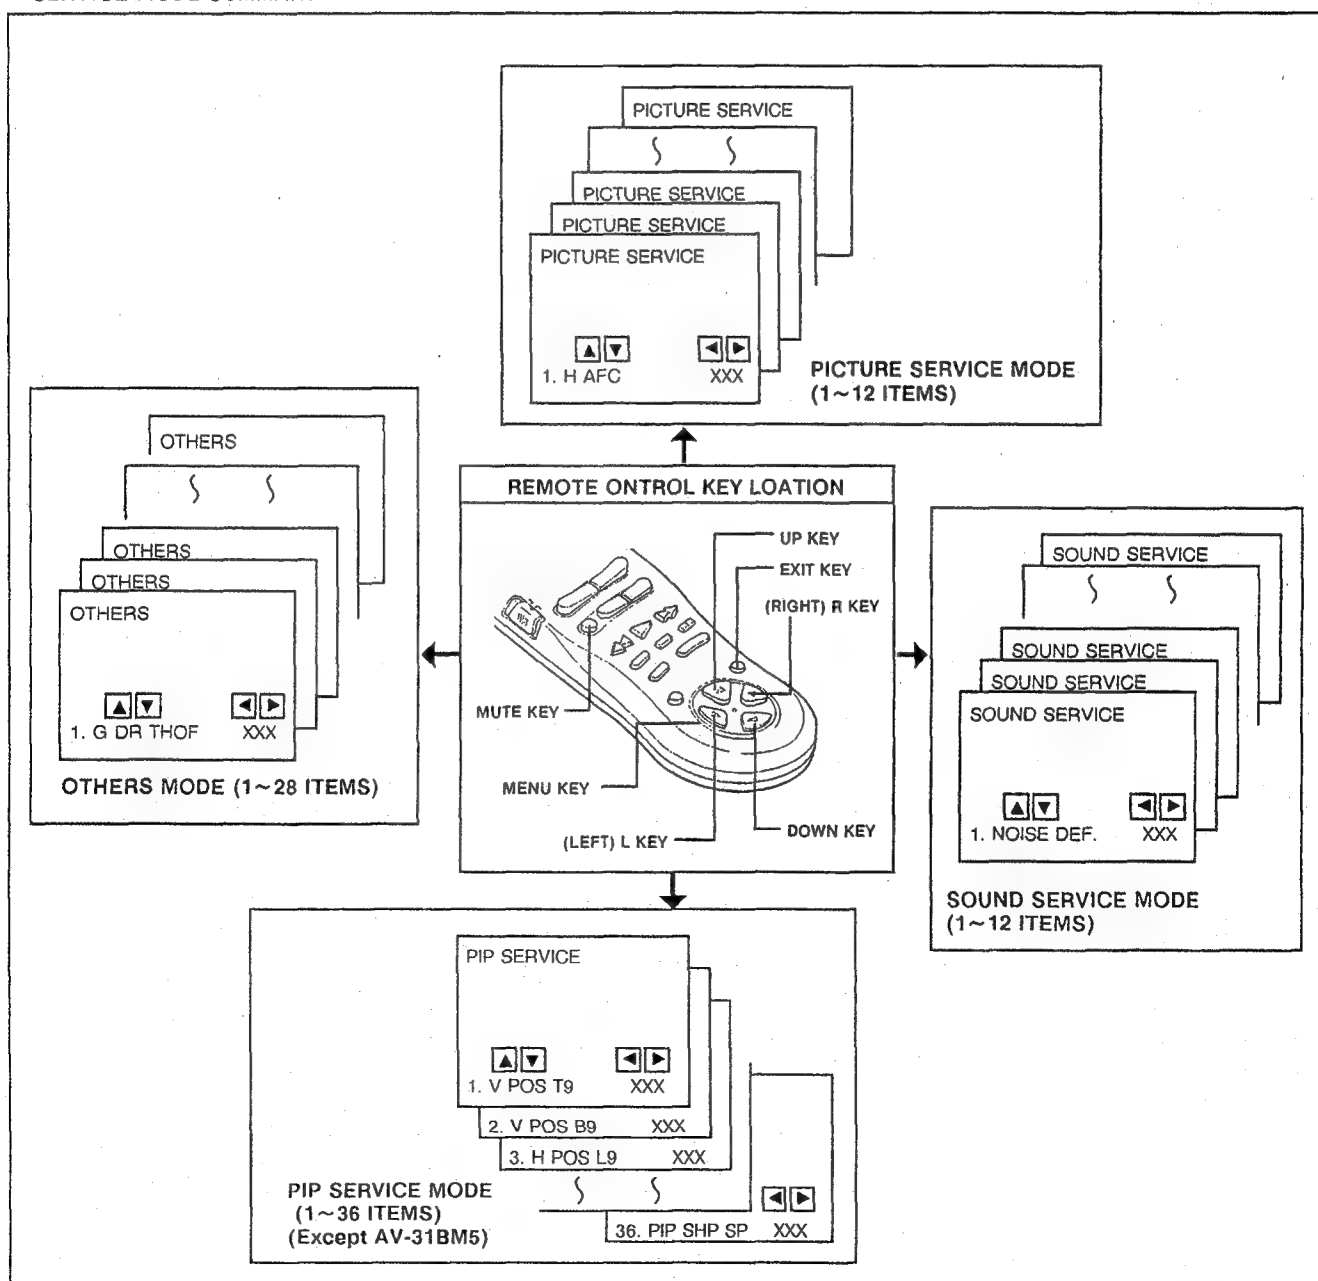 PICTURE SERVICE
PICTURE SERVICE
PICTURE SERVICE
PICTURE SERVICE
▲ ▼ ◀ ▶
1. H AFC XXX
PICTURE SERVICE MODE
(1~12 ITEMS)
OTHERS
OTHERS
OTHERS
OTHERS
▲ ▼ ◀ ▶
1. G DR THOF XXX
OTHERS MODE (1~28 ITEMS)
REMOTE ONTROL KEY LOATION
UP KEY
EXIT KEY
(RIGHT) R KEY
MUTE KEY
MENU KEY
(LEFT) L KEY
DOWN KEY
SOUND SERVICE
SOUND SERVICE
SOUND SERVICE
SOUND SERVICE
▲ ▼ ◀ ▶
1. NOISE DEF. XXX
SOUND SERVICE MODE
(1~12 ITEMS)
PIP SERVICE
▲ ▼ ◀ ▶
1. V POS T9 XXX
2. V POS B9 XXX
3. H POS L9 XXX
◀ ▶
36. PIP SHP SP XXX
PIP SERVICE MODE
(1~36 ITEMS)
(Except AV-31BM5)